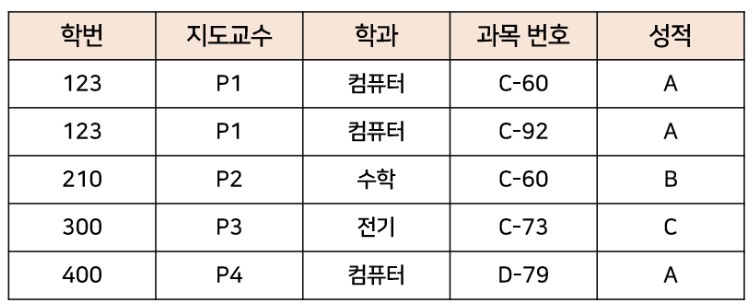 학번 지도교수 학과 과목 번호 성적
123 P1 컴퓨터 C-60 A
123 P1 컴퓨터 C-92 A
210 P2 수학 C-60 B
300 P3 전기 C-73 C
400 P4 컴퓨터 D-79 A